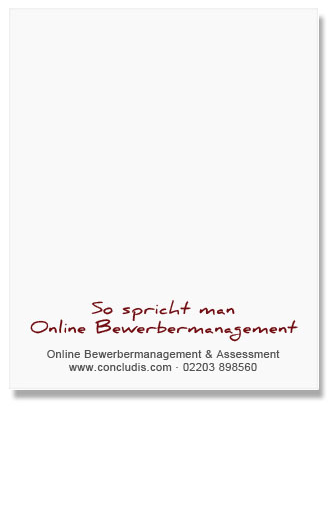 So spricht man
Online Bewerbermanagement
Online Bewerbermanagement & Assessment
www.concludis.com · 02203 898560